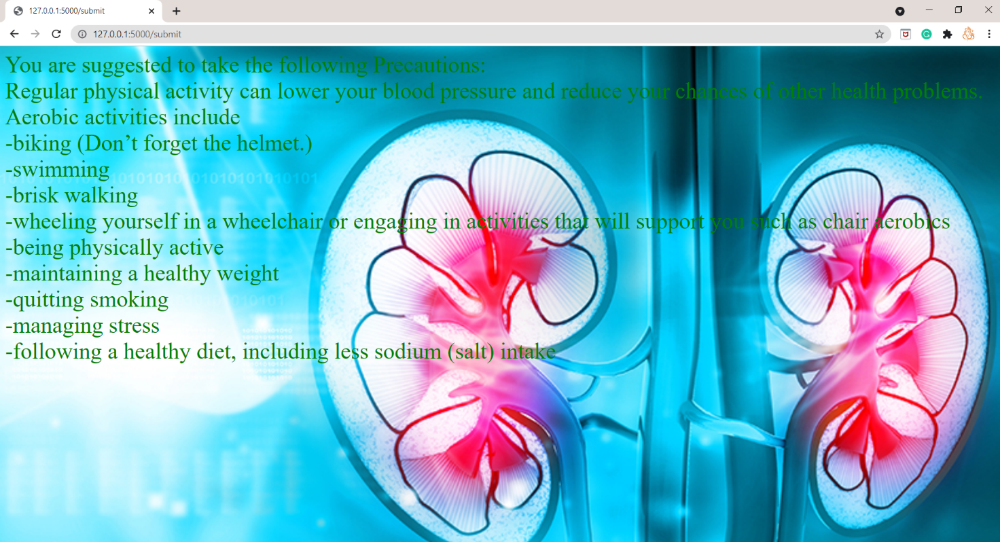 127.0.0.1:5000/submit
127.0.0.1:5000/submit
You are suggested to take the following Precautions:
Regular physical activity can lower your blood pressure and reduce your chances of other health problems.
Aerobic activities include
-biking (Don’t forget the helmet.)
-swimming
-brisk walking
-wheeling yourself in a wheelchair or engaging in activities that will support you such as chair aerobics
-being physically active
-maintaining a healthy weight
-quitting smoking
-managing stress
-following a healthy diet, including less sodium (salt) intake